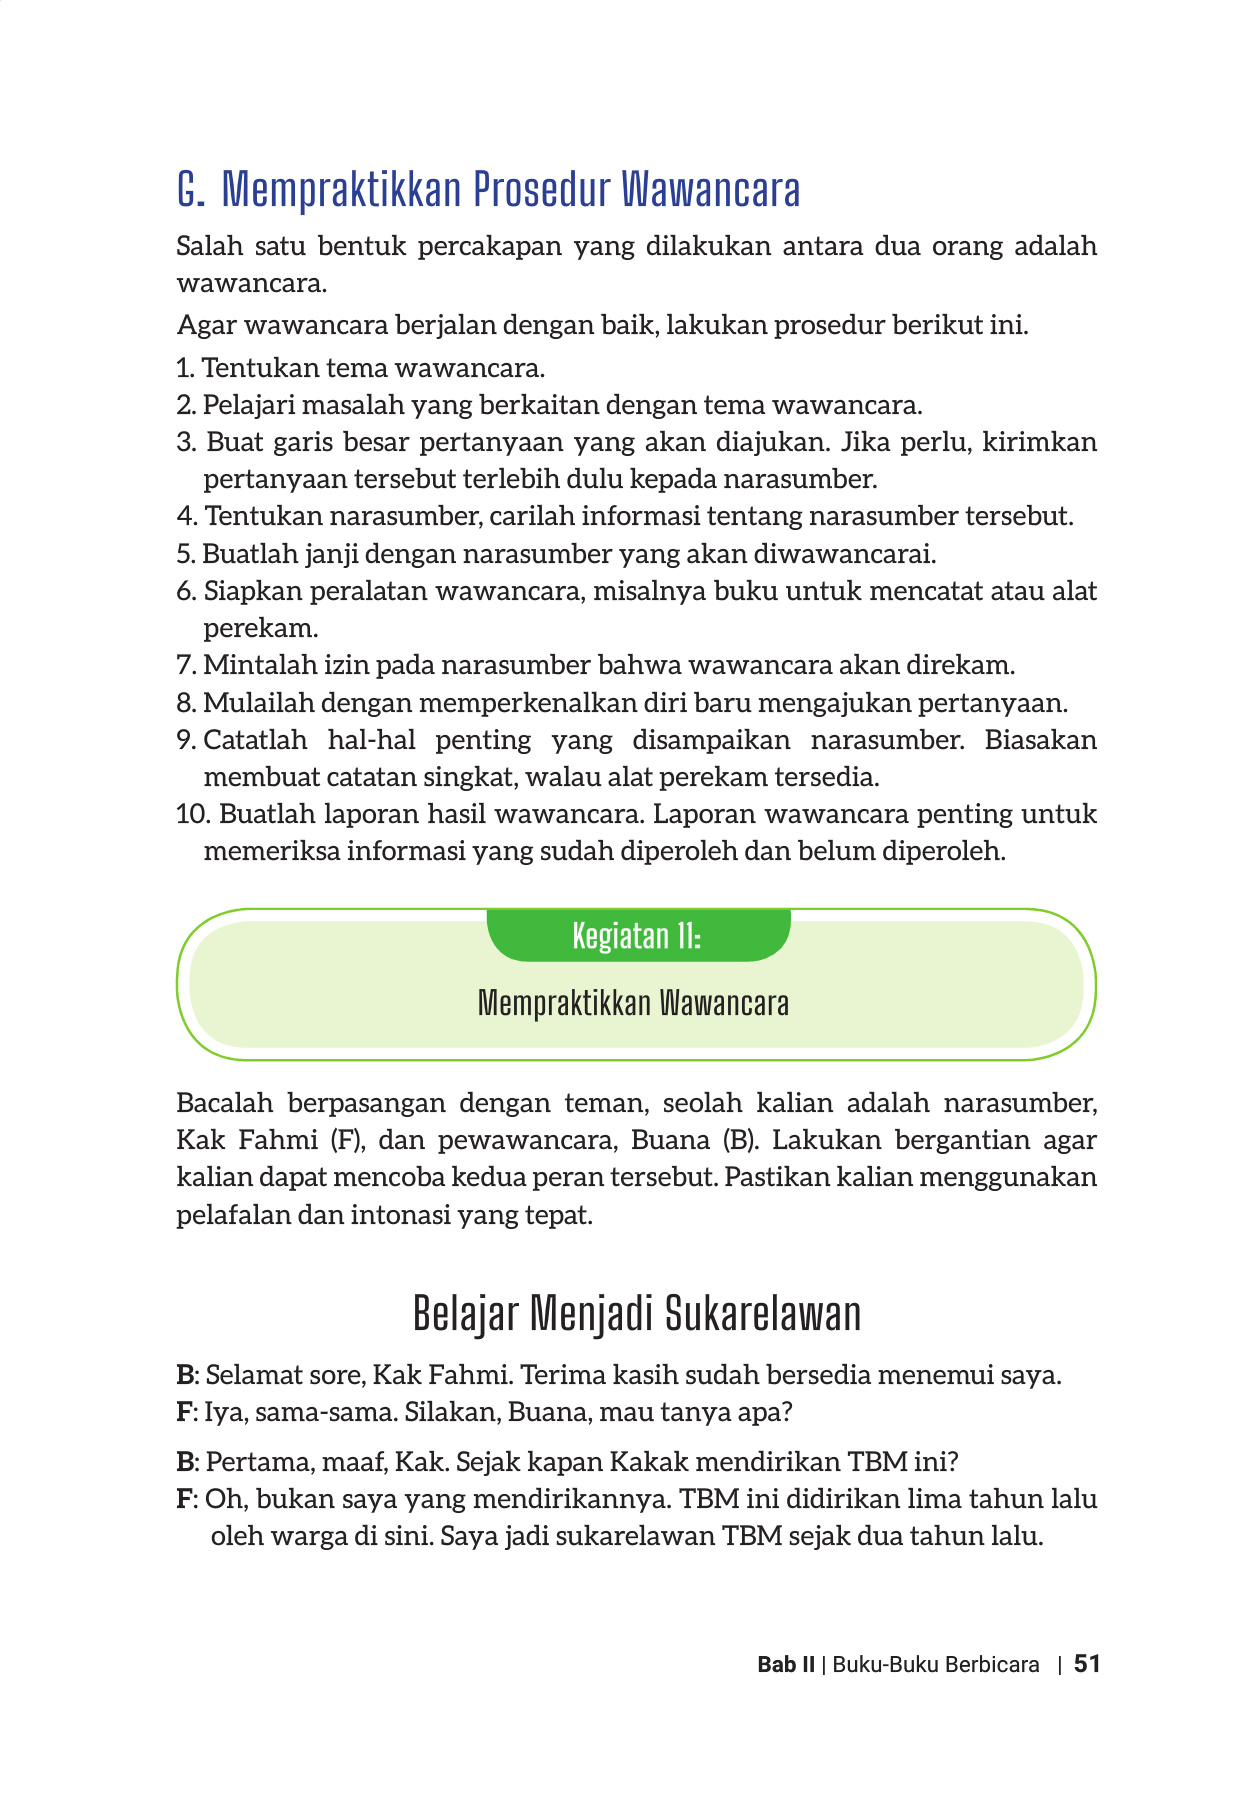 G. Mempraktikkan Prosedur Wawancara
Salah satu bentuk percakapan yang dilakukan antara dua orang adalah
wawancara.
Agar wawancara berjalan dengan baik, lakukan prosedur berikut ini.
1. Tentukan tema wawancara.
2. Pelajari masalah yang berkaitan dengan tema wawancara.
3. Buat garis besar pertanyaan yang akan diajukan. Jika perlu, kirimkan
pertanyaan tersebut terlebih dulu kepada narasumber.
4. Tentukan narasumber, carilah informasi tentang narasumber tersebut.
5. Buatlah janji dengan narasumber yang akan diwawancarai.
6. Siapkan peralatan wawancara, misalnya buku untuk mencatat atau alat
perekam.
7. Mintalah izin pada narasumber bahwa wawancara akan direkam.
8. Mulailah dengan memperkenalkan diri baru mengajukan pertanyaan.
9. Catatlah hal-hal penting yang disampaikan narasumber. Biasakan
membuat catatan singkat, walau alat perekam tersedia.
10. Buatlah laporan hasil wawancara. Laporan wawancara penting untuk
memeriksa informasi yang sudah diperoleh dan belum diperoleh.
Kegiatan 11:
Mempraktikkan Wawancara
Bacalah berpasangan dengan teman, seolah kalian adalah narasumber,
Kak Fahmi (F), dan pewawancara, Buana (B). Lakukan bergantian agar
kalian dapat mencoba kedua peran tersebut. Pastikan kalian menggunakan
pelafalan dan intonasi yang tepat.
Belajar Menjadi Sukarelawan
B: Selamat sore, Kak Fahmi. Terima kasih sudah bersedia menemui saya.
F: Iya, sama-sama. Silakan, Buana, mau tanya apa?
B: Pertama, maaf, Kak. Sejak kapan Kakak mendirikan TBM ini?
F: Oh, bukan saya yang mendirikannya. TBM ini didirikan lima tahun lalu
oleh warga di sini. Saya jadi sukarelawan TBM sejak dua tahun lalu.
Bab II | Buku-Buku Berbicara | 51